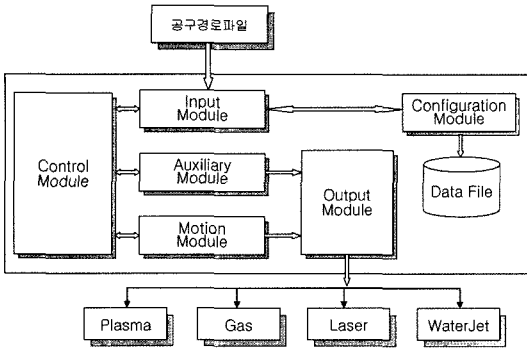 공구경로파일
Input
Module
Configuration
Module
Control
Module
Auxiliary
Module
Output
Module
Data File
Motion
Module
Plasma
Gas
Laser
WaterJet